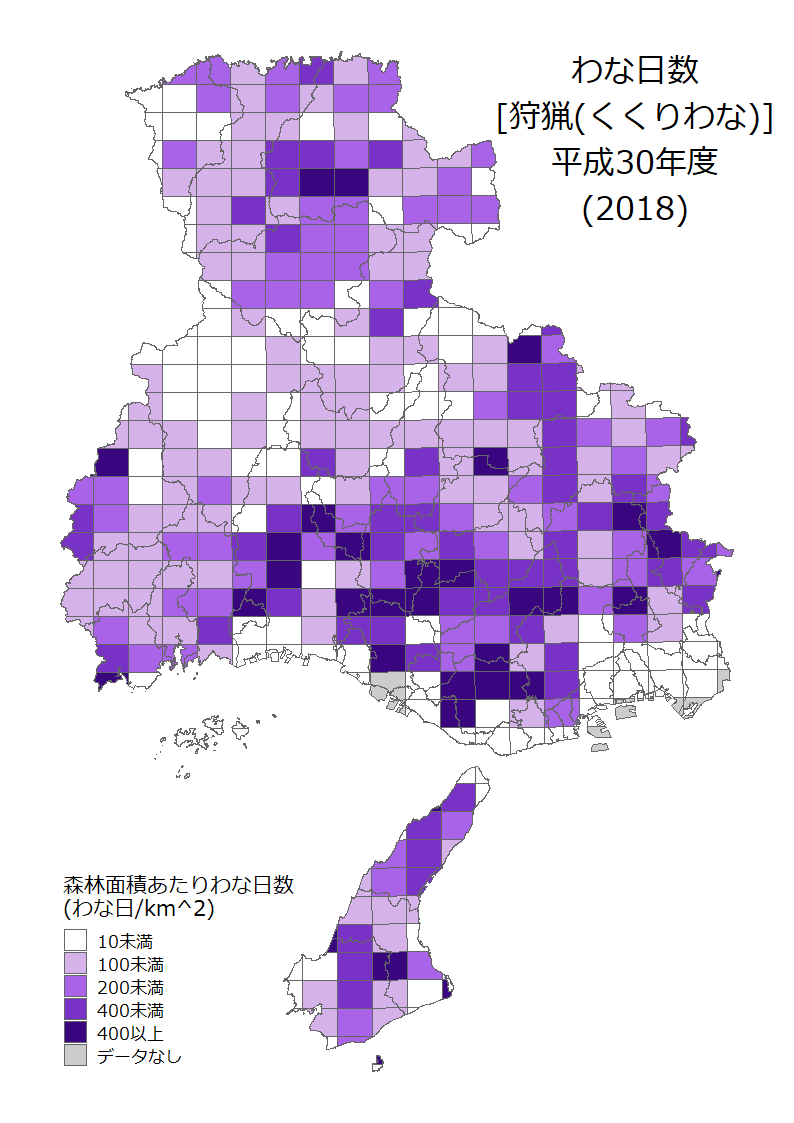 わな日数
[狩猟(くくりわな)]
平成30年度
(2018)
森林面積あたりわな日数
(わな日/km^2)
10未満
100未満
200未満
400未満
400以上
データなし